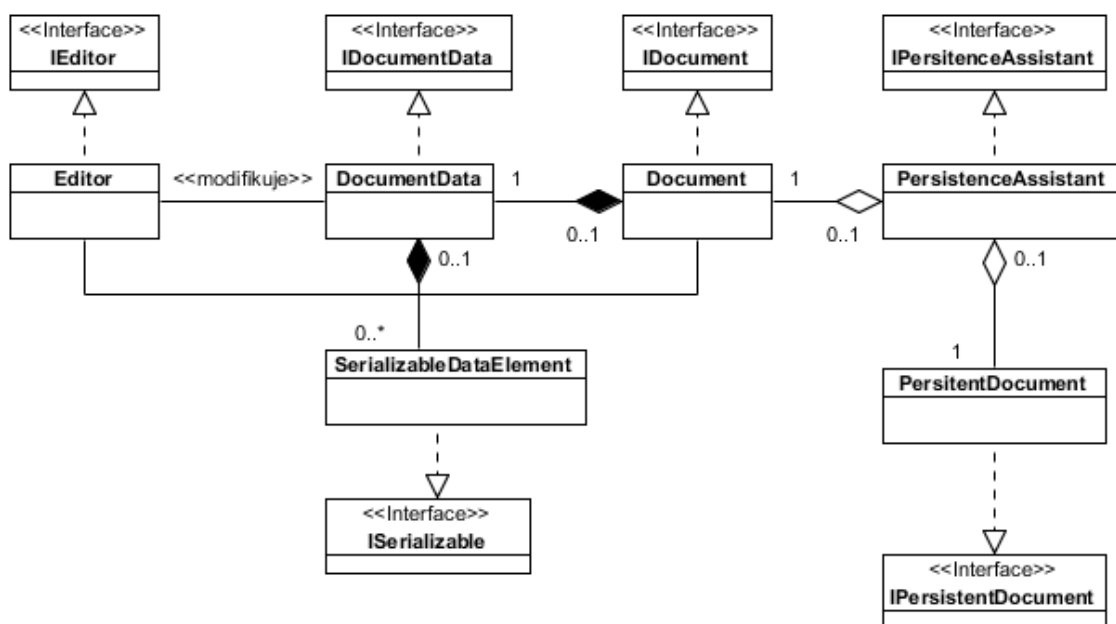 <<Interface>>
IEditor
<<Interface>>
IDocumentData
<<Interface>>
IDocument
<<Interface>>
IPersitenceAssistant
Editor
<<modifikuje>>
DocumentData
1
0..1
Document
1
0..1
PersistenceAssistant
0..1
0..1
0..*
1
SerializableDataElement
PersitentDocument
<<Interface>>
ISerializable
<<Interface>>
IPersistentDocument